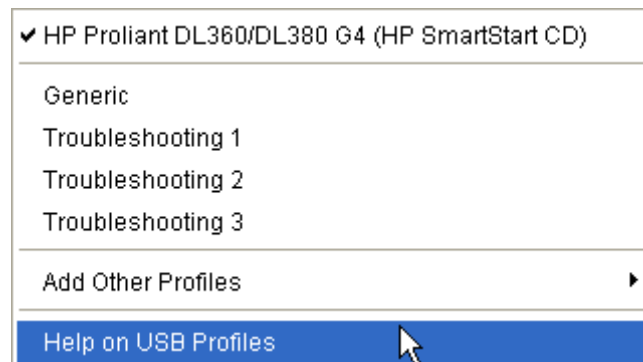 HP Proliant DL360/DL380 G4 (HP SmartStart CD)
Generic
Troubleshooting 1
Troubleshooting 2
Troubleshooting 3
Add Other Profiles
Help on USB Profiles